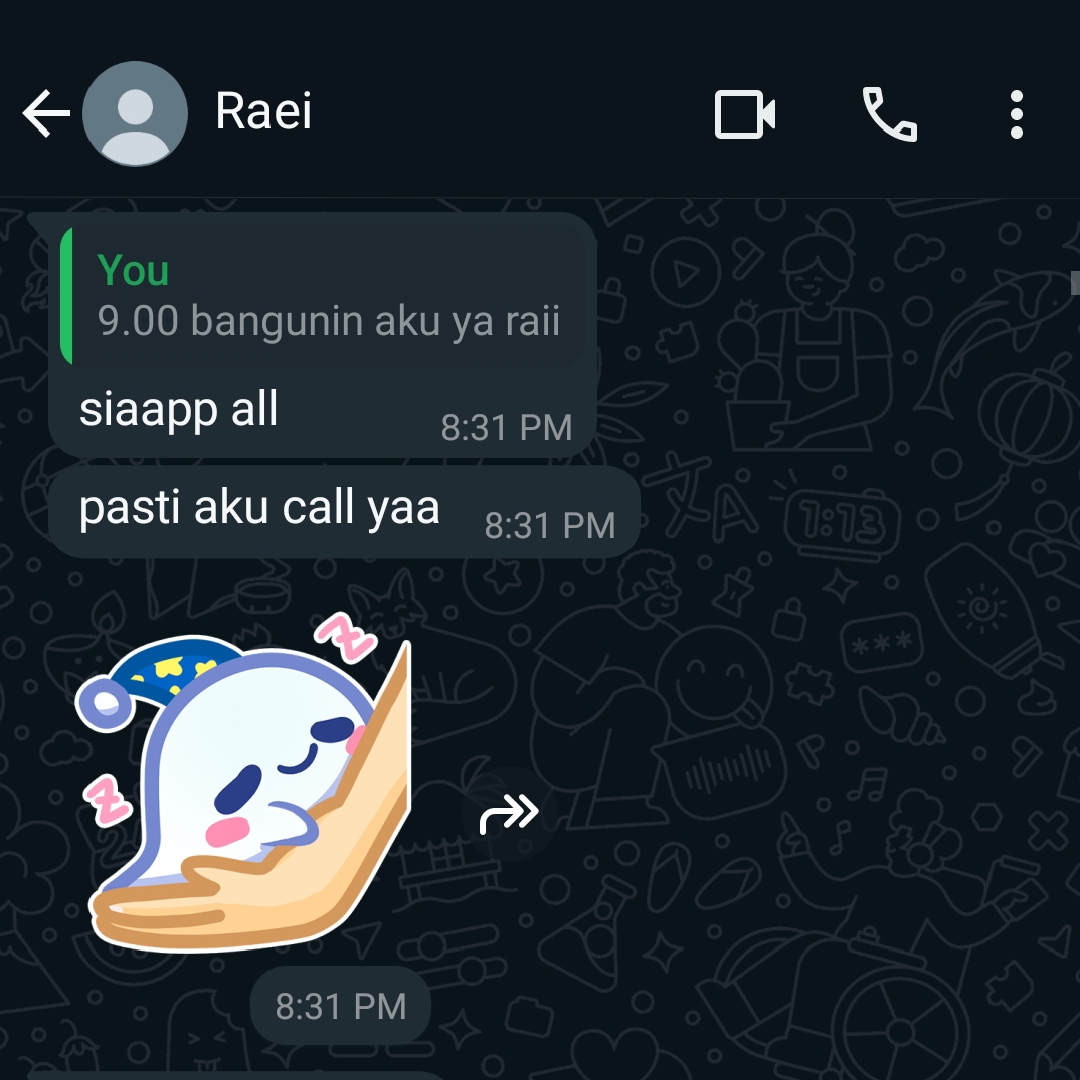 Raei
You
9.00 bangunin aku ya raii
siaapp all
8:31 PM
pasti aku call yaa
8:31 PM
Z
Z
8:31 PM